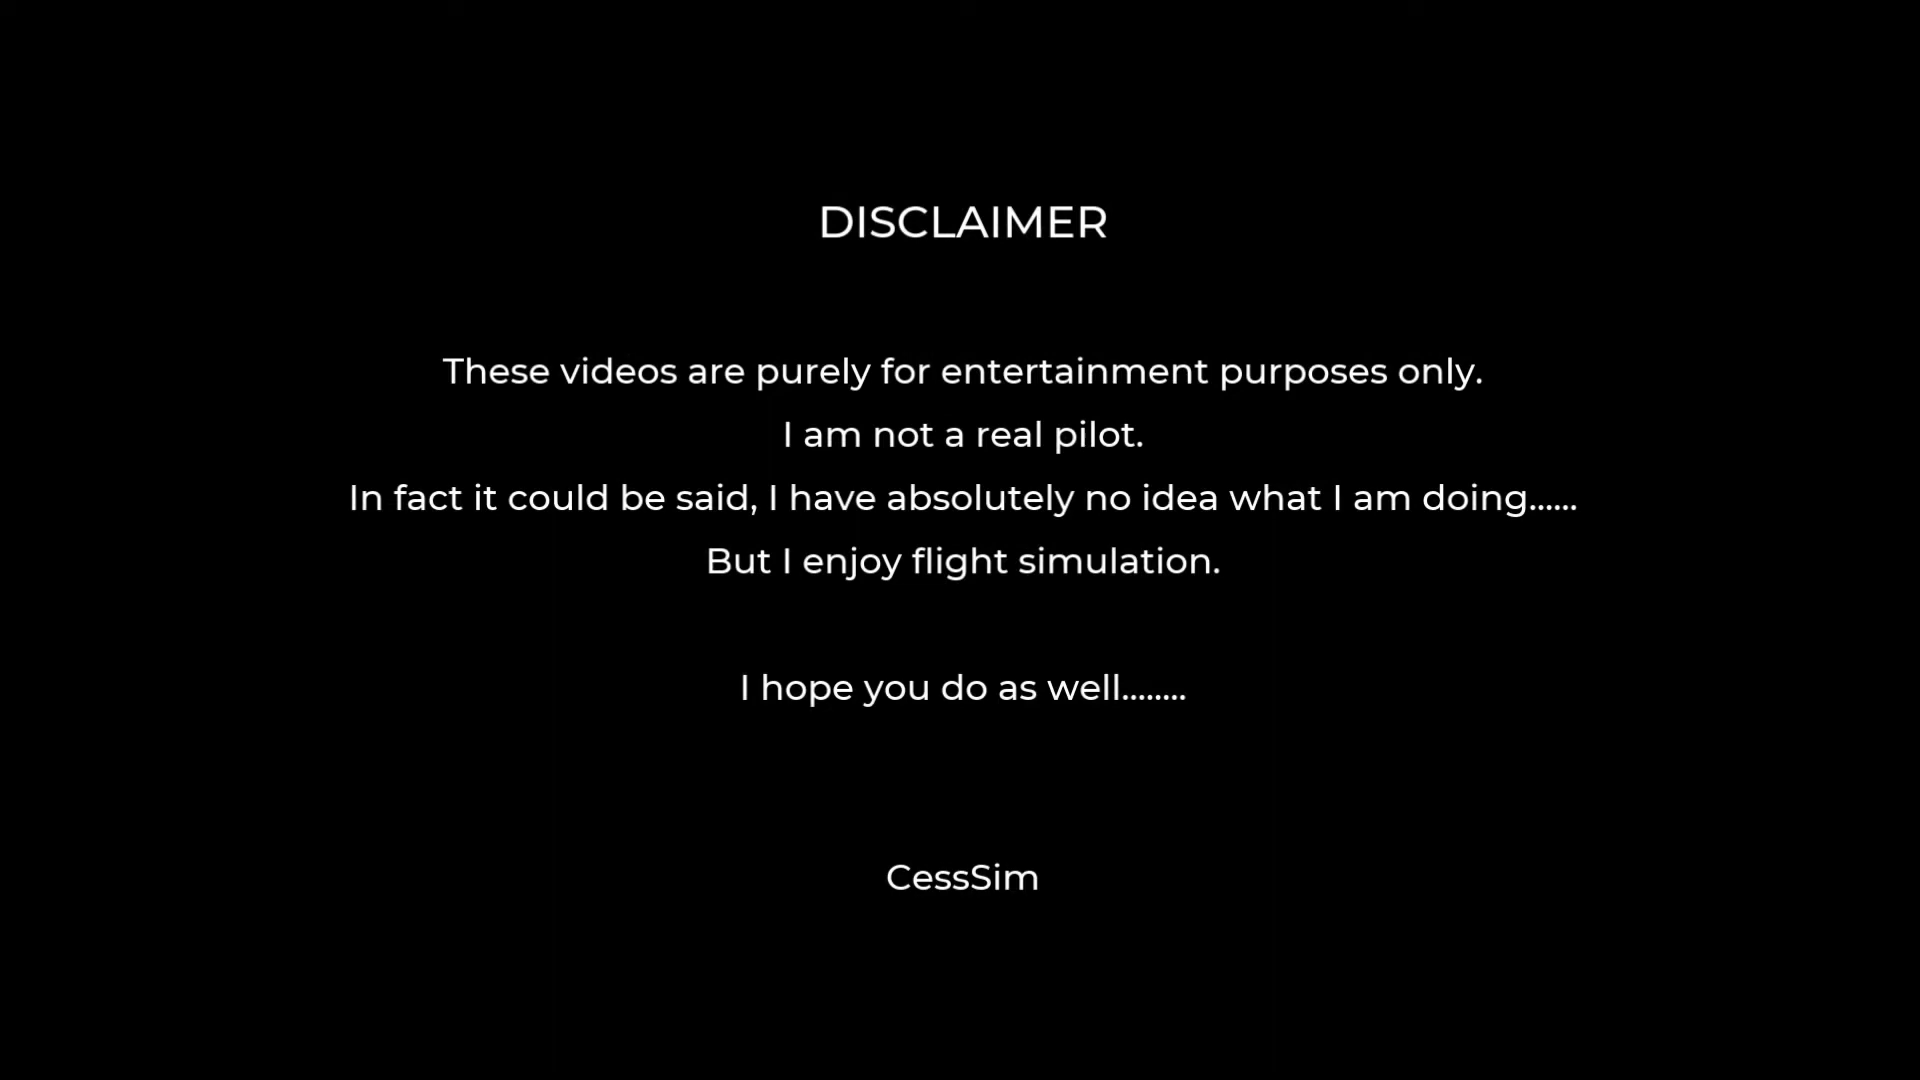 DISCLAIMER
These videos are purely for entertainment purposes only.
I am not a real pilot.
In fact it could be said, I have absolutely no idea what I am doing......
But I enjoy flight simulation.
I hope you do as well........
CessSim